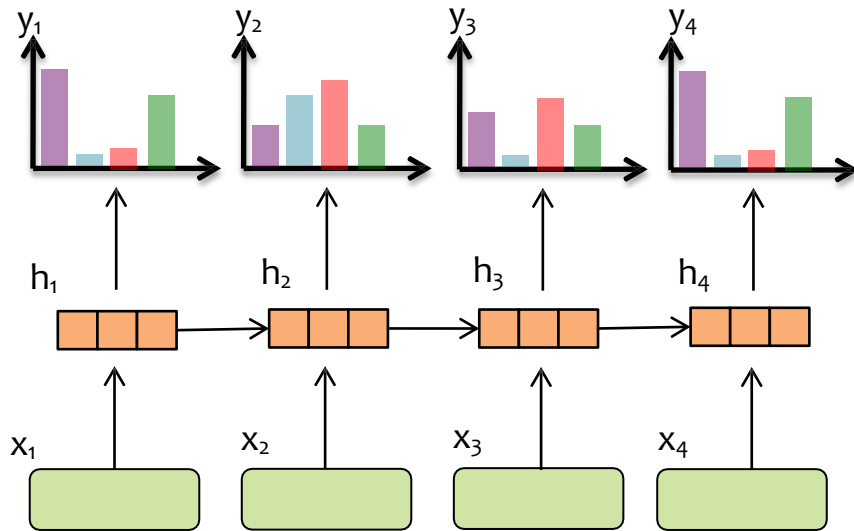 y₁ y₂ y₃ y₄
h₁ h₂ h₃ h₄
x₁ x₂ x₃ x₄